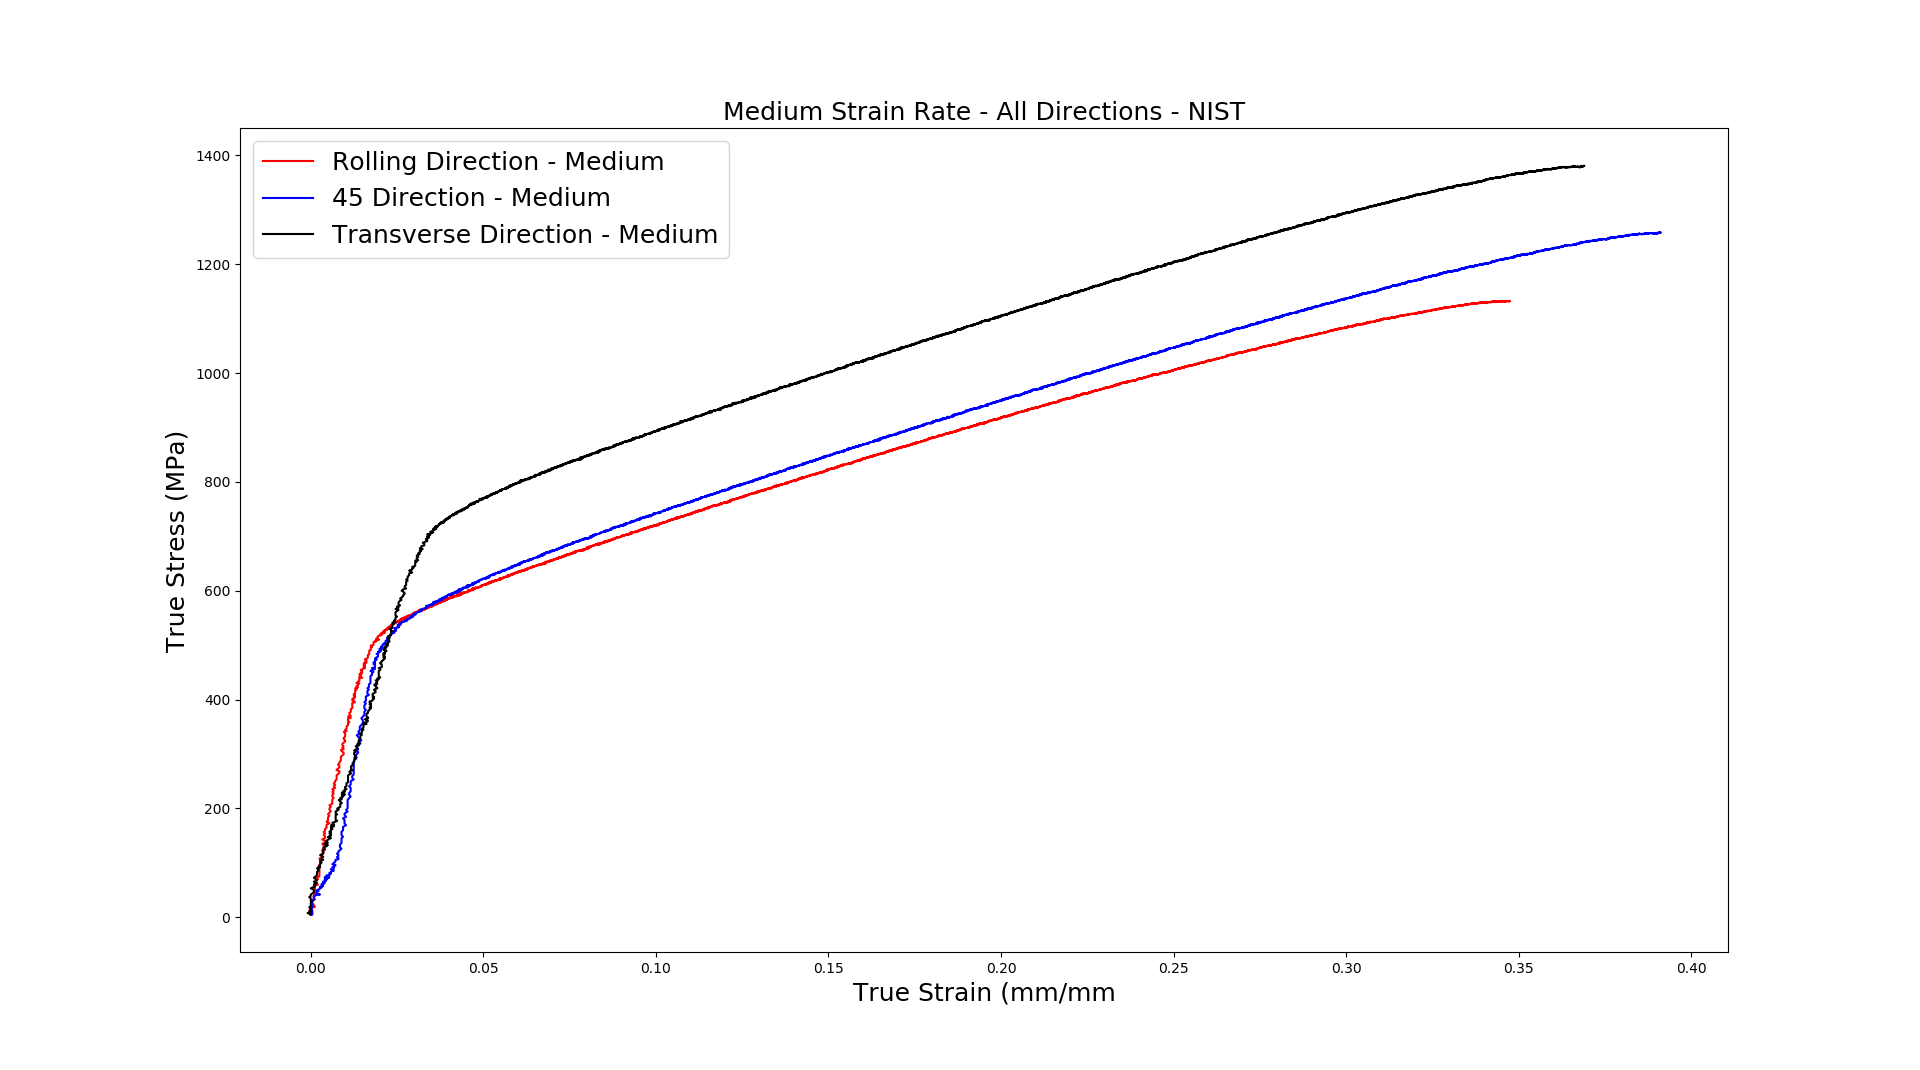 Medium Strain Rate - All Directions - NIST
Rolling Direction - Medium
45 Direction - Medium
Transverse Direction - Medium
True Stress (MPa)
1400
1200
1000
800
600
400
200
0
0.00 0.05 0.10 0.15 0.20 0.25 0.30 0.35 0.40
True Strain (mm/mm